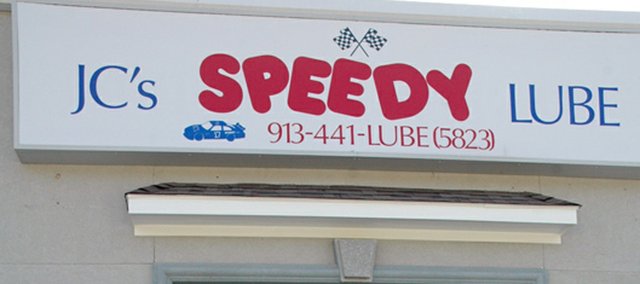 JC's SPEEDY LUBE
913-441-LUBE(5823)